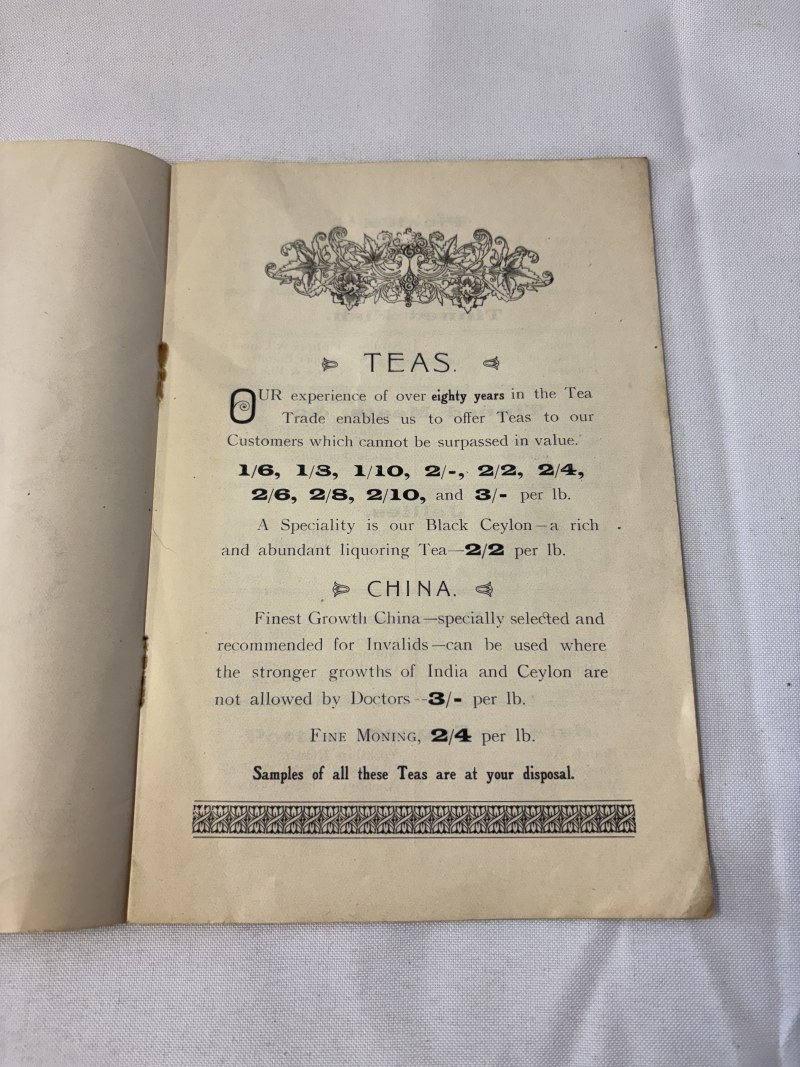 TEAS.
OUR experience of over eighty years in the Tea
Trade enables us to offer Teas to our
Customers which cannot be surpassed in value.
1/6, 1/8, 1/10, 2/-, 2/2, 2/4,
2/6, 2/8, 2/10, and 3/- per lb.
A Speciality is our Black Ceylon—a rich
and abundant liquoring Tea—2/2 per lb.
CHINA.
Finest Growth China—specially selected and
recommended for Invalids—can be used where
the stronger growths of India and Ceylon are
not allowed by Doctors—3/- per lb.
FINE MONING, 2/4 per lb.
Samples of all these Teas are at your disposal.